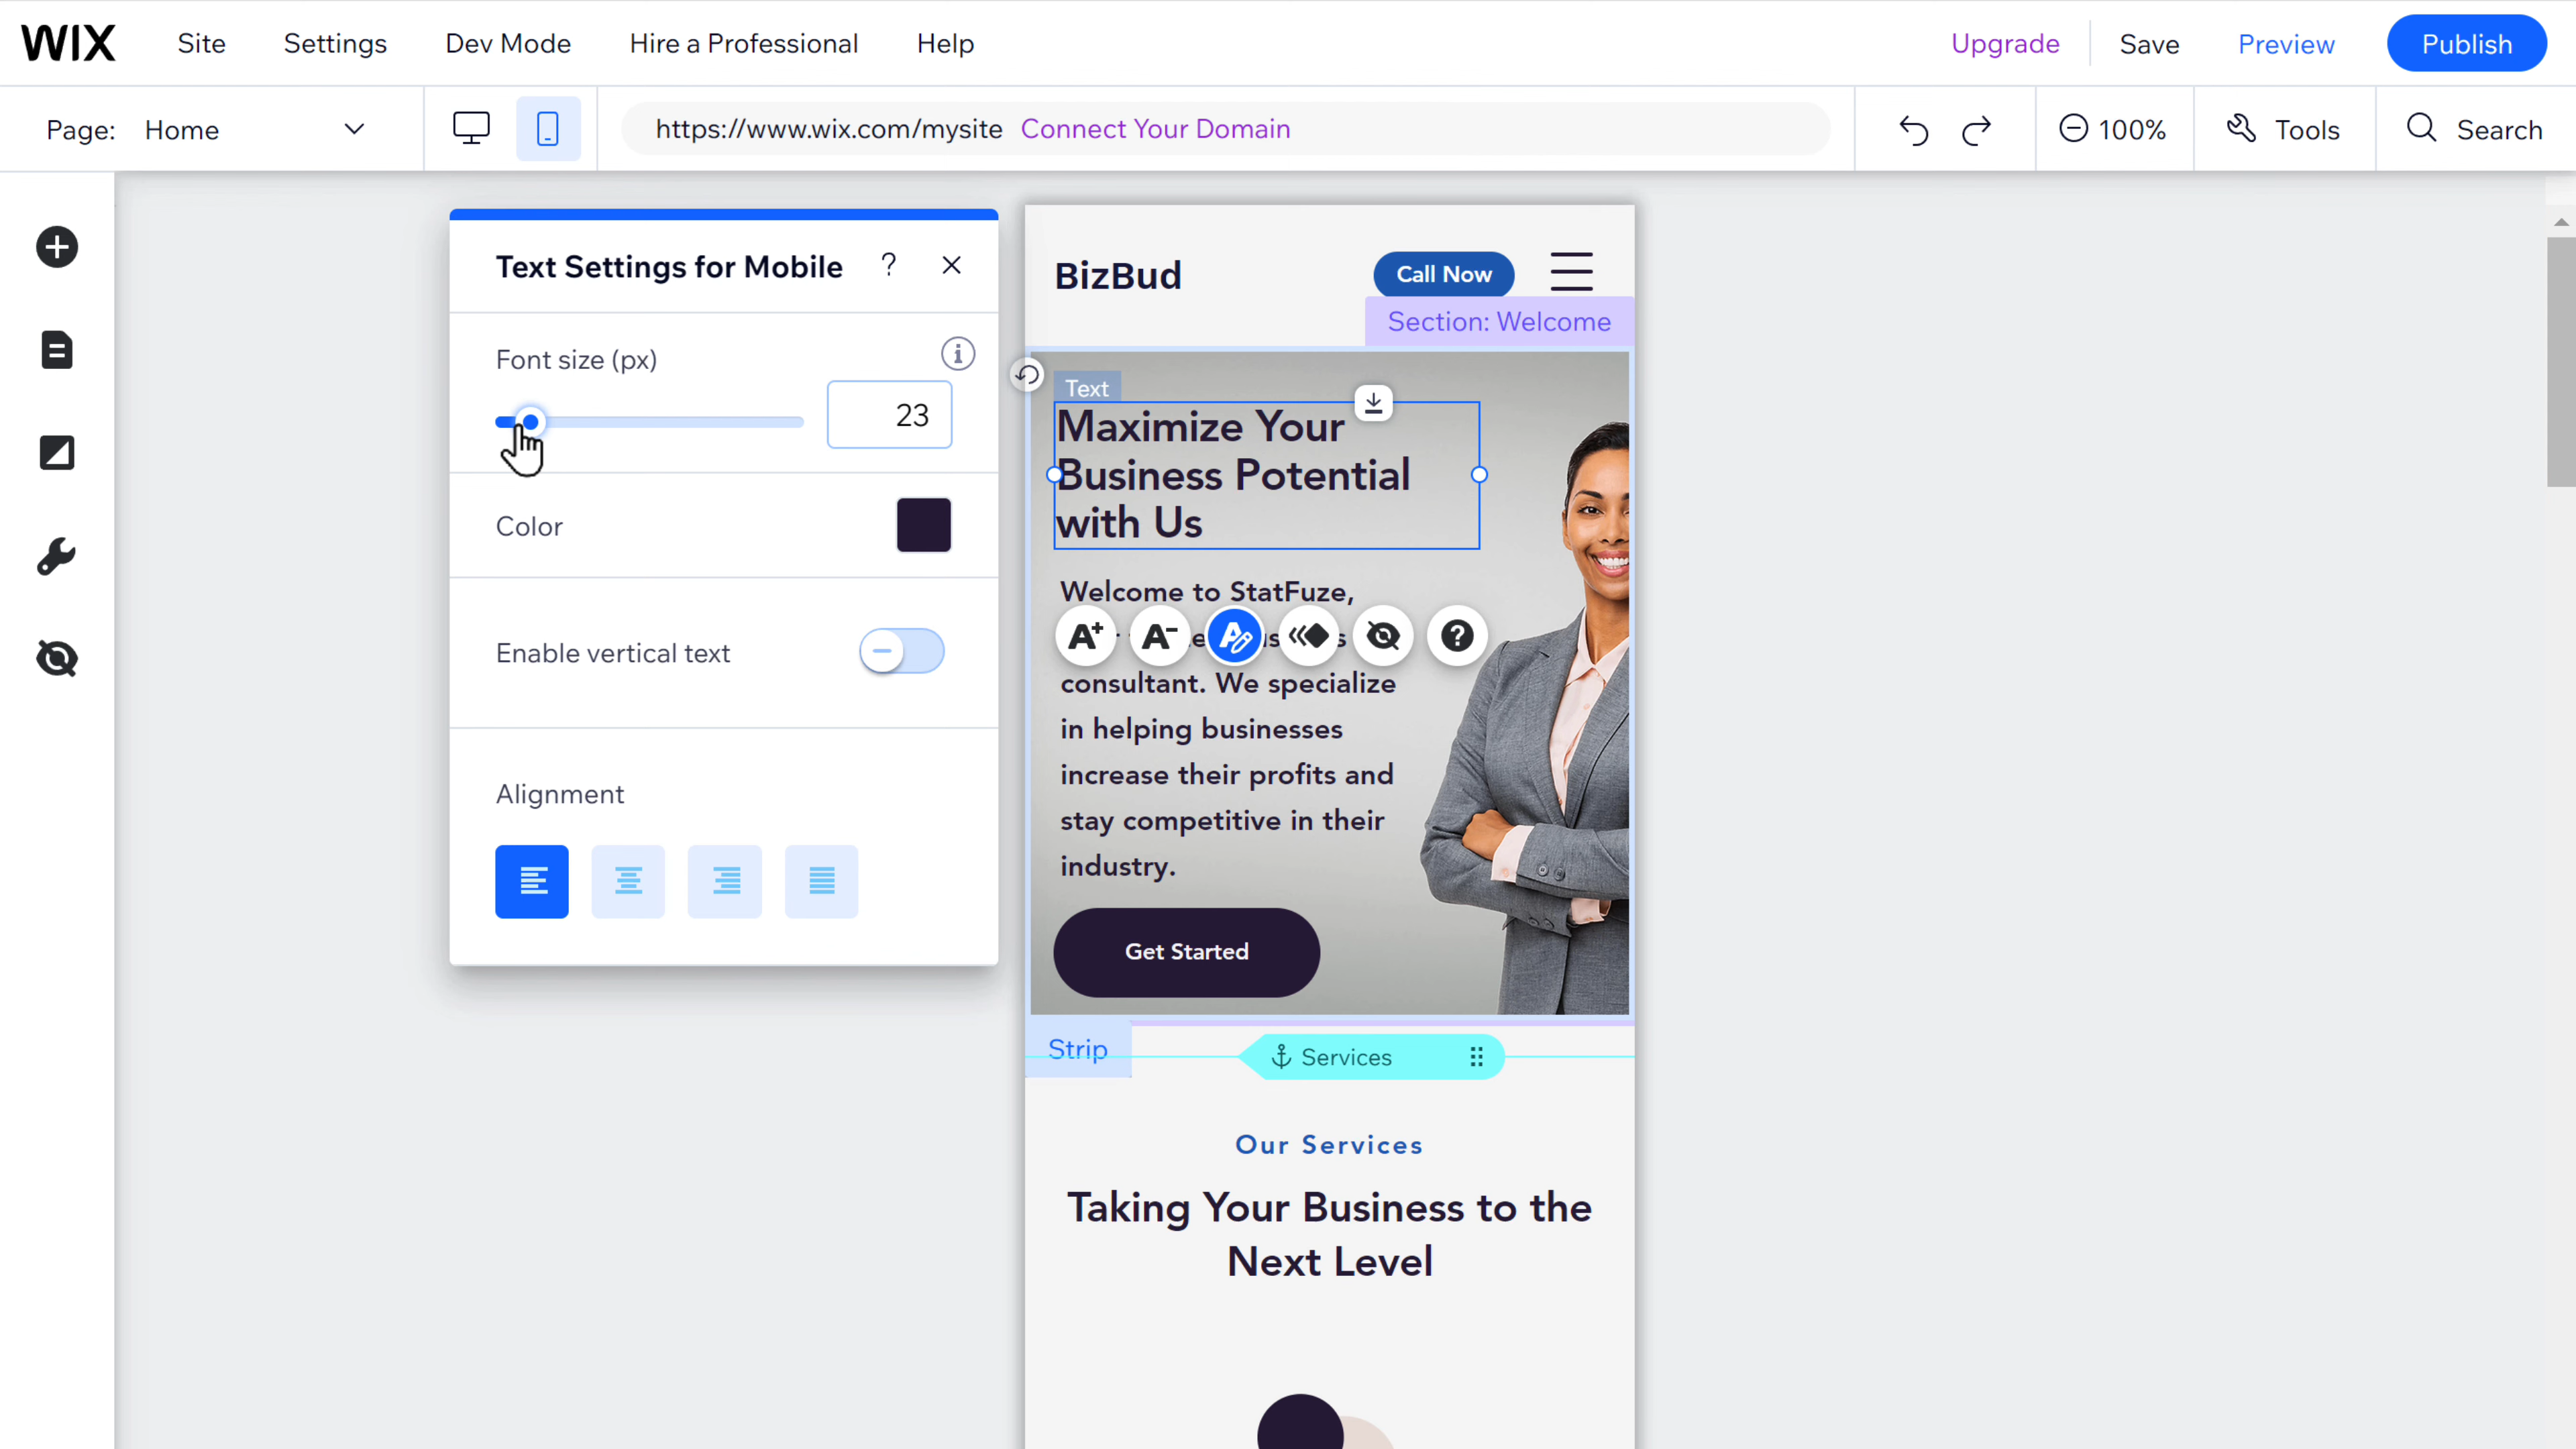 WIX
Site
Settings
Dev Mode
Hire a Professional
Help
Upgrade
Save
Preview
Publish
Page: Home
https://www.wix.com/mysite Connect Your Domain
100%
Tools
Search
Text Settings for Mobile ?
Font size (px)
23
Color
Enable vertical text
Alignment
BizBud
Call Now
Section: Welcome
Text
Maximize Your
Business Potential
with Us
Welcome to StatFuze,
A+ A- A ?
consultant. We specialize
in helping businesses
increase their profits and
stay competitive in their
industry.
Get Started
Strip
Services
Our Services
Taking Your Business to the
Next Level